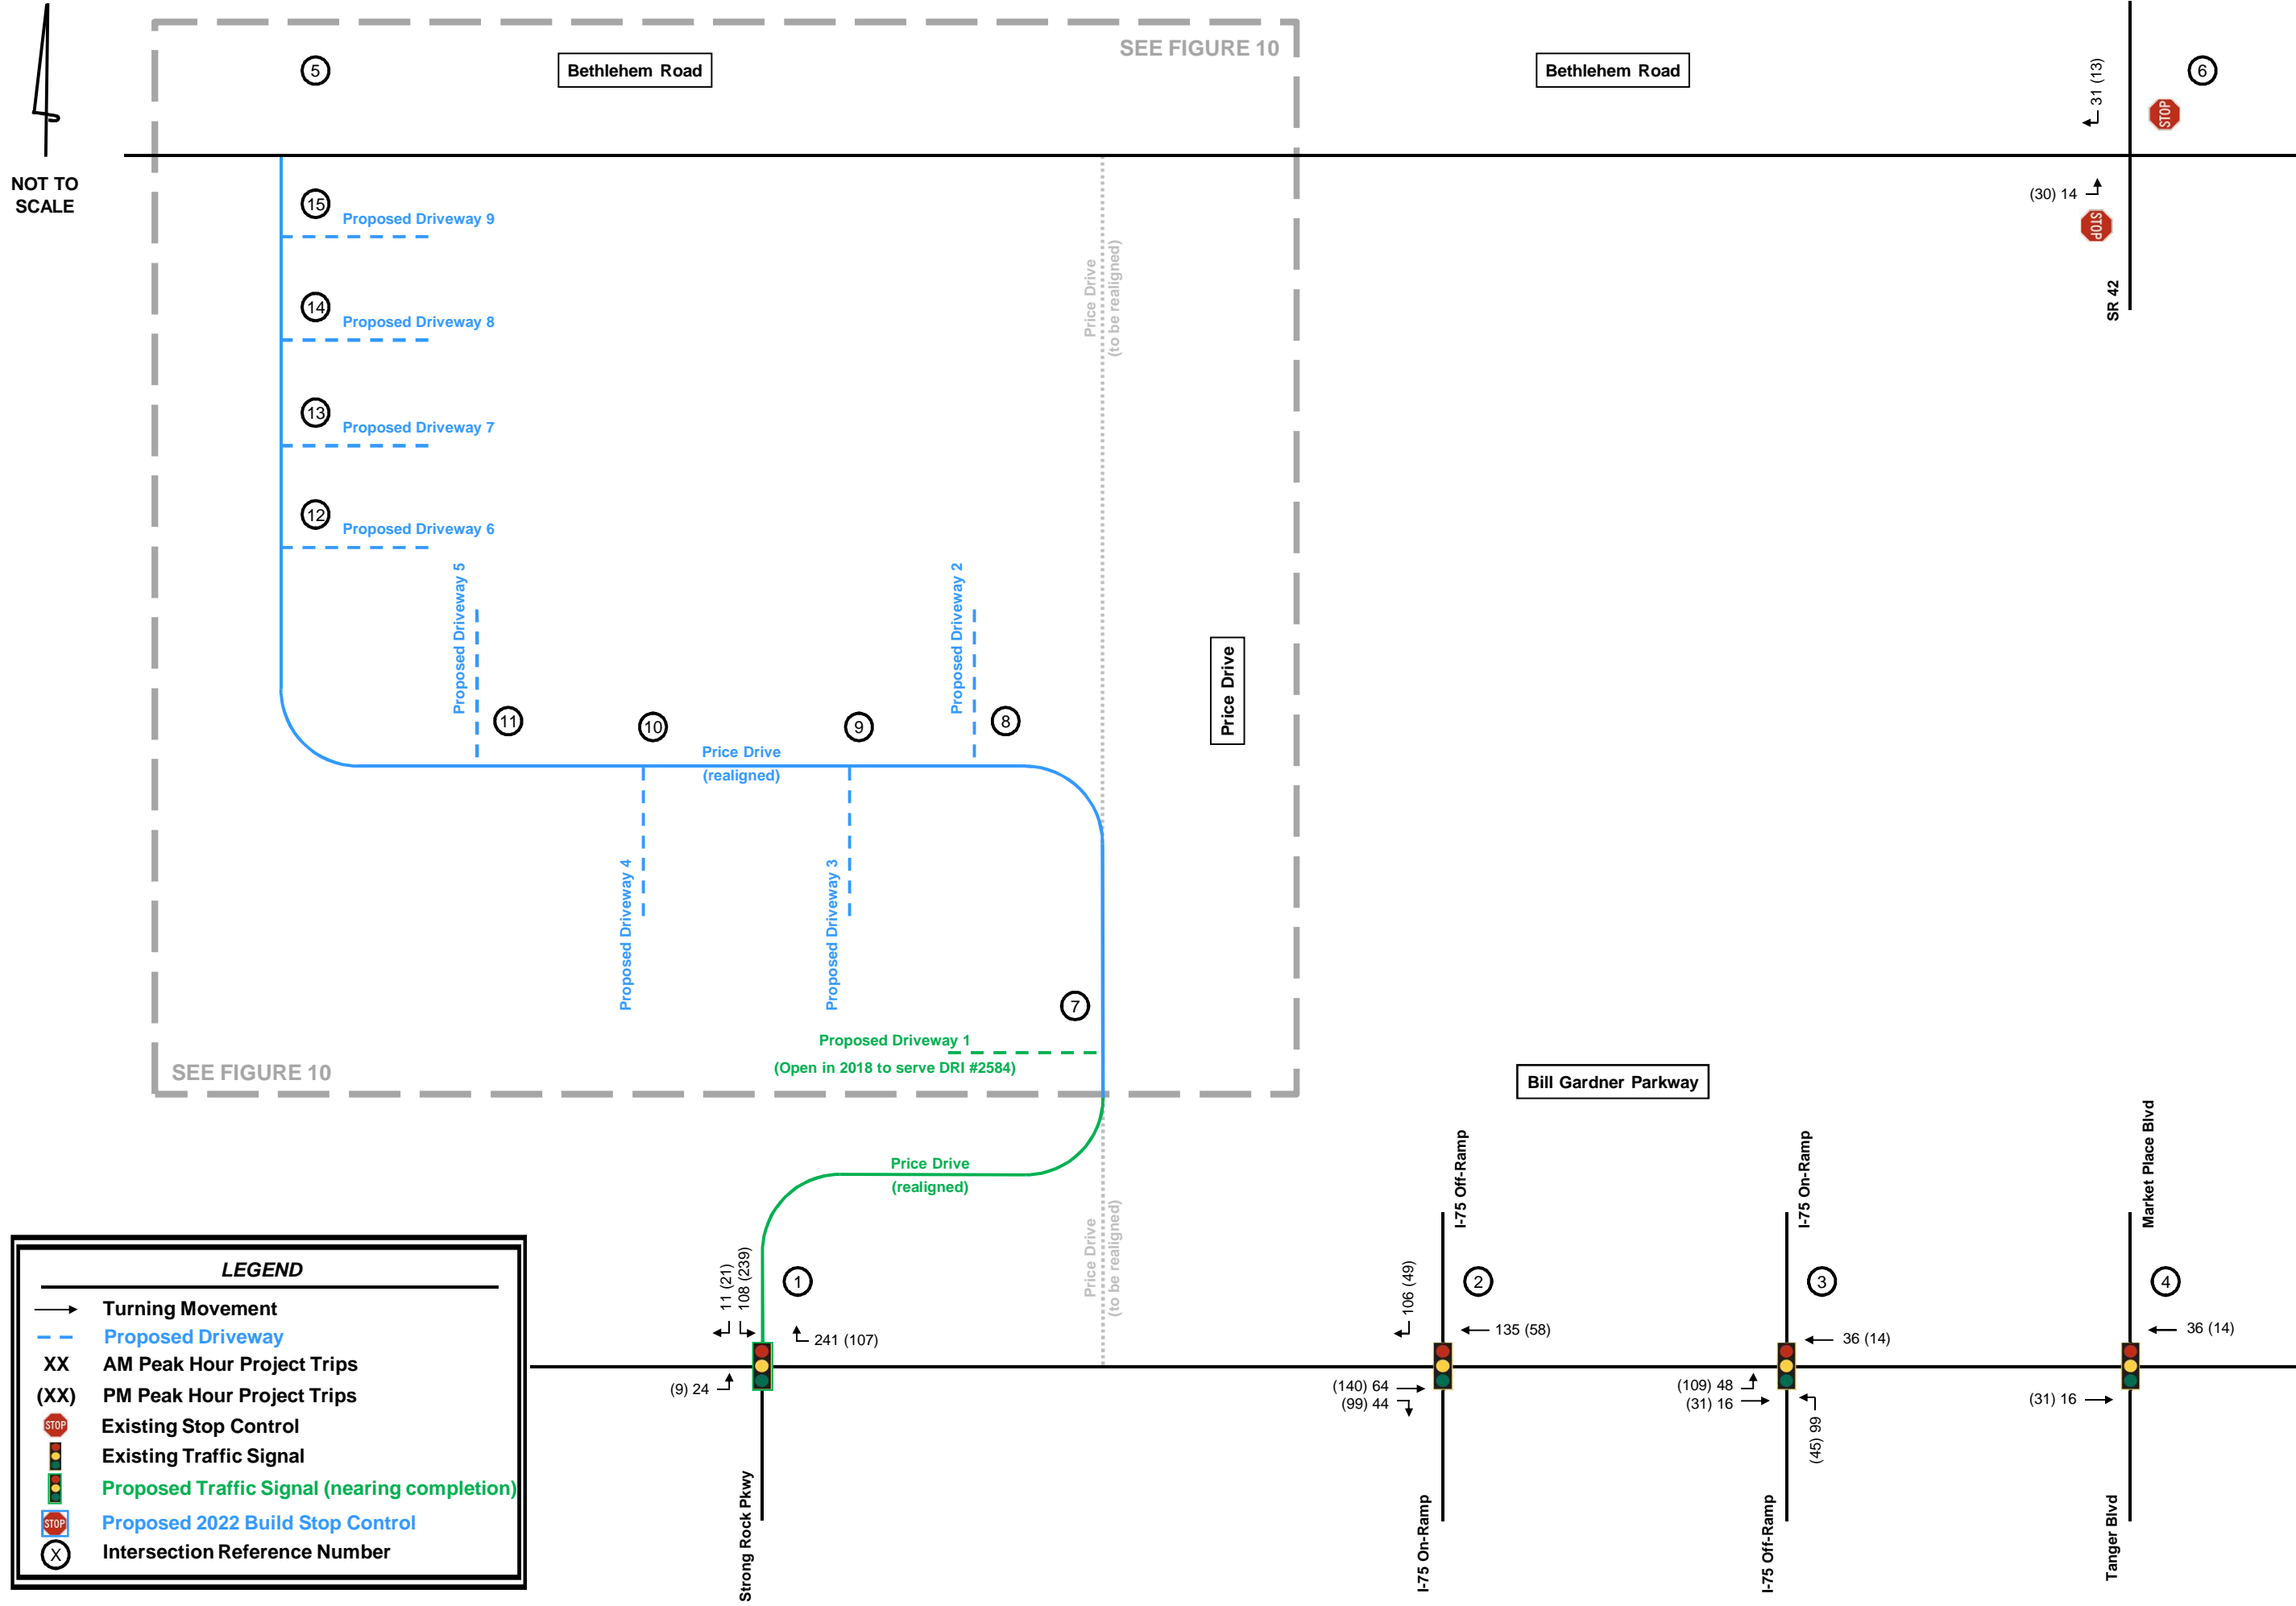 SEE FIGURE 10
5
Bethlehem Road
Bethlehem Road
31 (13)
6
STOP
NOT TO
SCALE
15
Proposed Driveway 9
(30) 14
STOP
SR 42
14
Proposed Driveway 8
Price Drive
(to be realigned)
13
Proposed Driveway 7
12
Proposed Driveway 6
Proposed Driveway 5
11
10
9
Proposed Driveway 2
8
Price Drive
Price Drive
(realigned)
Proposed Driveway 4
Proposed Driveway 3
7
Proposed Driveway 1
(Open in 2018 to serve DRI #2584)
SEE FIGURE 10
Bill Gardner Parkway
Price Drive
(realigned)
Price Drive
(to be realigned)
11 (21)
108 (239)
1
241 (107)
(9) 24
Strong Rock Pkwy
I-75 Off-Ramp
106 (49)
2
135 (58)
(140) 64
(99) 44
I-75 On-Ramp
I-75 On-Ramp
3
36 (14)
(109) 48
(31) 16
(45) 99
I-75 Off-Ramp
Market Place Blvd
4
36 (14)
(31) 16
Tanger Blvd
LEGEND
Turning Movement
Proposed Driveway
XX AM Peak Hour Project Trips
(XX) PM Peak Hour Project Trips
STOP Existing Stop Control
Existing Traffic Signal
Proposed Traffic Signal (nearing completion)
STOP Proposed 2022 Build Stop Control
X Intersection Reference Number